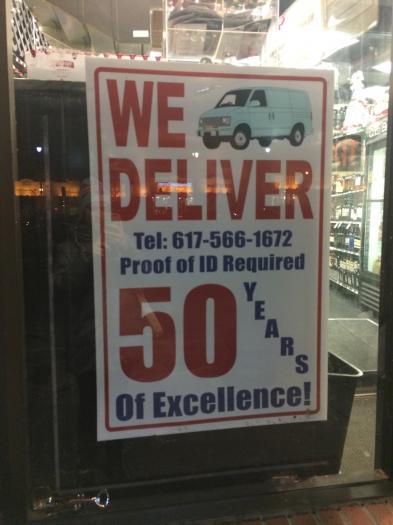 WE
DELIVER
Tel: 617-566-1672
Proof of ID Required
50 YEARS
Of Excellence!